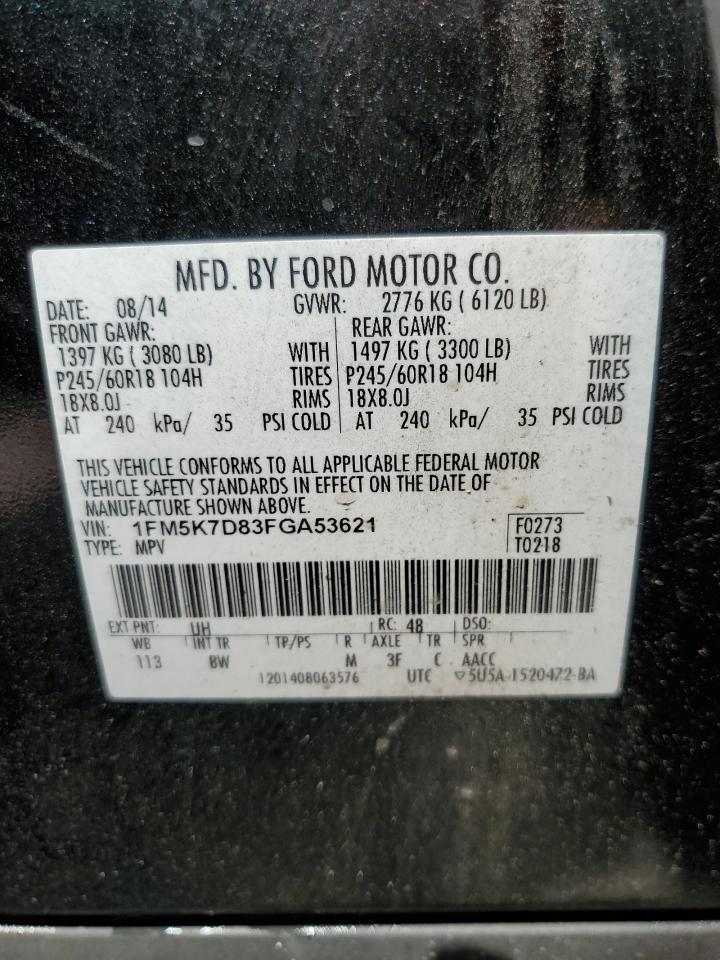 MFD. BY FORD MOTOR CO.
DATE: 08/14 GVWR: 2776 KG ( 6120 LB)
FRONT GAWR: REAR GAWR:
1397 KG ( 3080 LB) WITH 1497 KG ( 3300 LB) WITH
P245/60R18 104H TIRES P245/60R18 104H TIRES
18X8.0J RIMS 18X8.0J RIMS
AT 240 kPa/ 35 PSI COLD AT 240 kPa/ 35 PSI COLD
THIS VEHICLE CONFORMS TO ALL APPLICABLE FEDERAL MOTOR
VEHICLE SAFETY STANDARDS IN EFFECT ON THE DATE OF
MANUFACTURE SHOWN ABOVE.
VIN: 1FM5K7D83FGA53621 F0273
TYPE: MPV T0218
EXT PNT: UH RC: 48 DSO:
WB INT TR TP/PS R AXLE TR SPR
113 8W M 3F C AACC
1201408063576 UTC ▽5U5A-1520472-BA